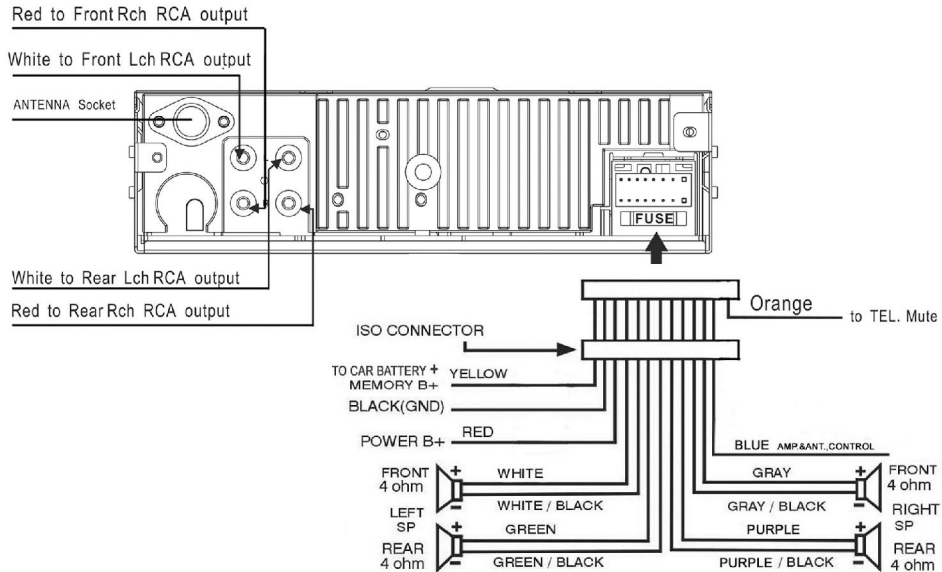 Red to Front Rch RCA output
White to Front Lch RCA output
ANTENNA Socket
FUSE
White to Rear Lch RCA output
Red to Rear Rch RCA output
Orange
to TEL. Mute
ISO CONNECTOR
TO CAR BATTERY + YELLOW
MEMORY B+
BLACK(GND)
POWER B+ RED
BLUE AMP.&ANT.,CONTROL
FRONT 4 ohm
+
-
WHITE
WHITE / BLACK
GRAY
GRAY / BLACK
+
-
FRONT 4 ohm
LEFT SP
RIGHT SP
REAR 4 ohm
+
-
GREEN
GREEN / BLACK
PURPLE
PURPLE / BLACK
+
-
REAR 4 ohm